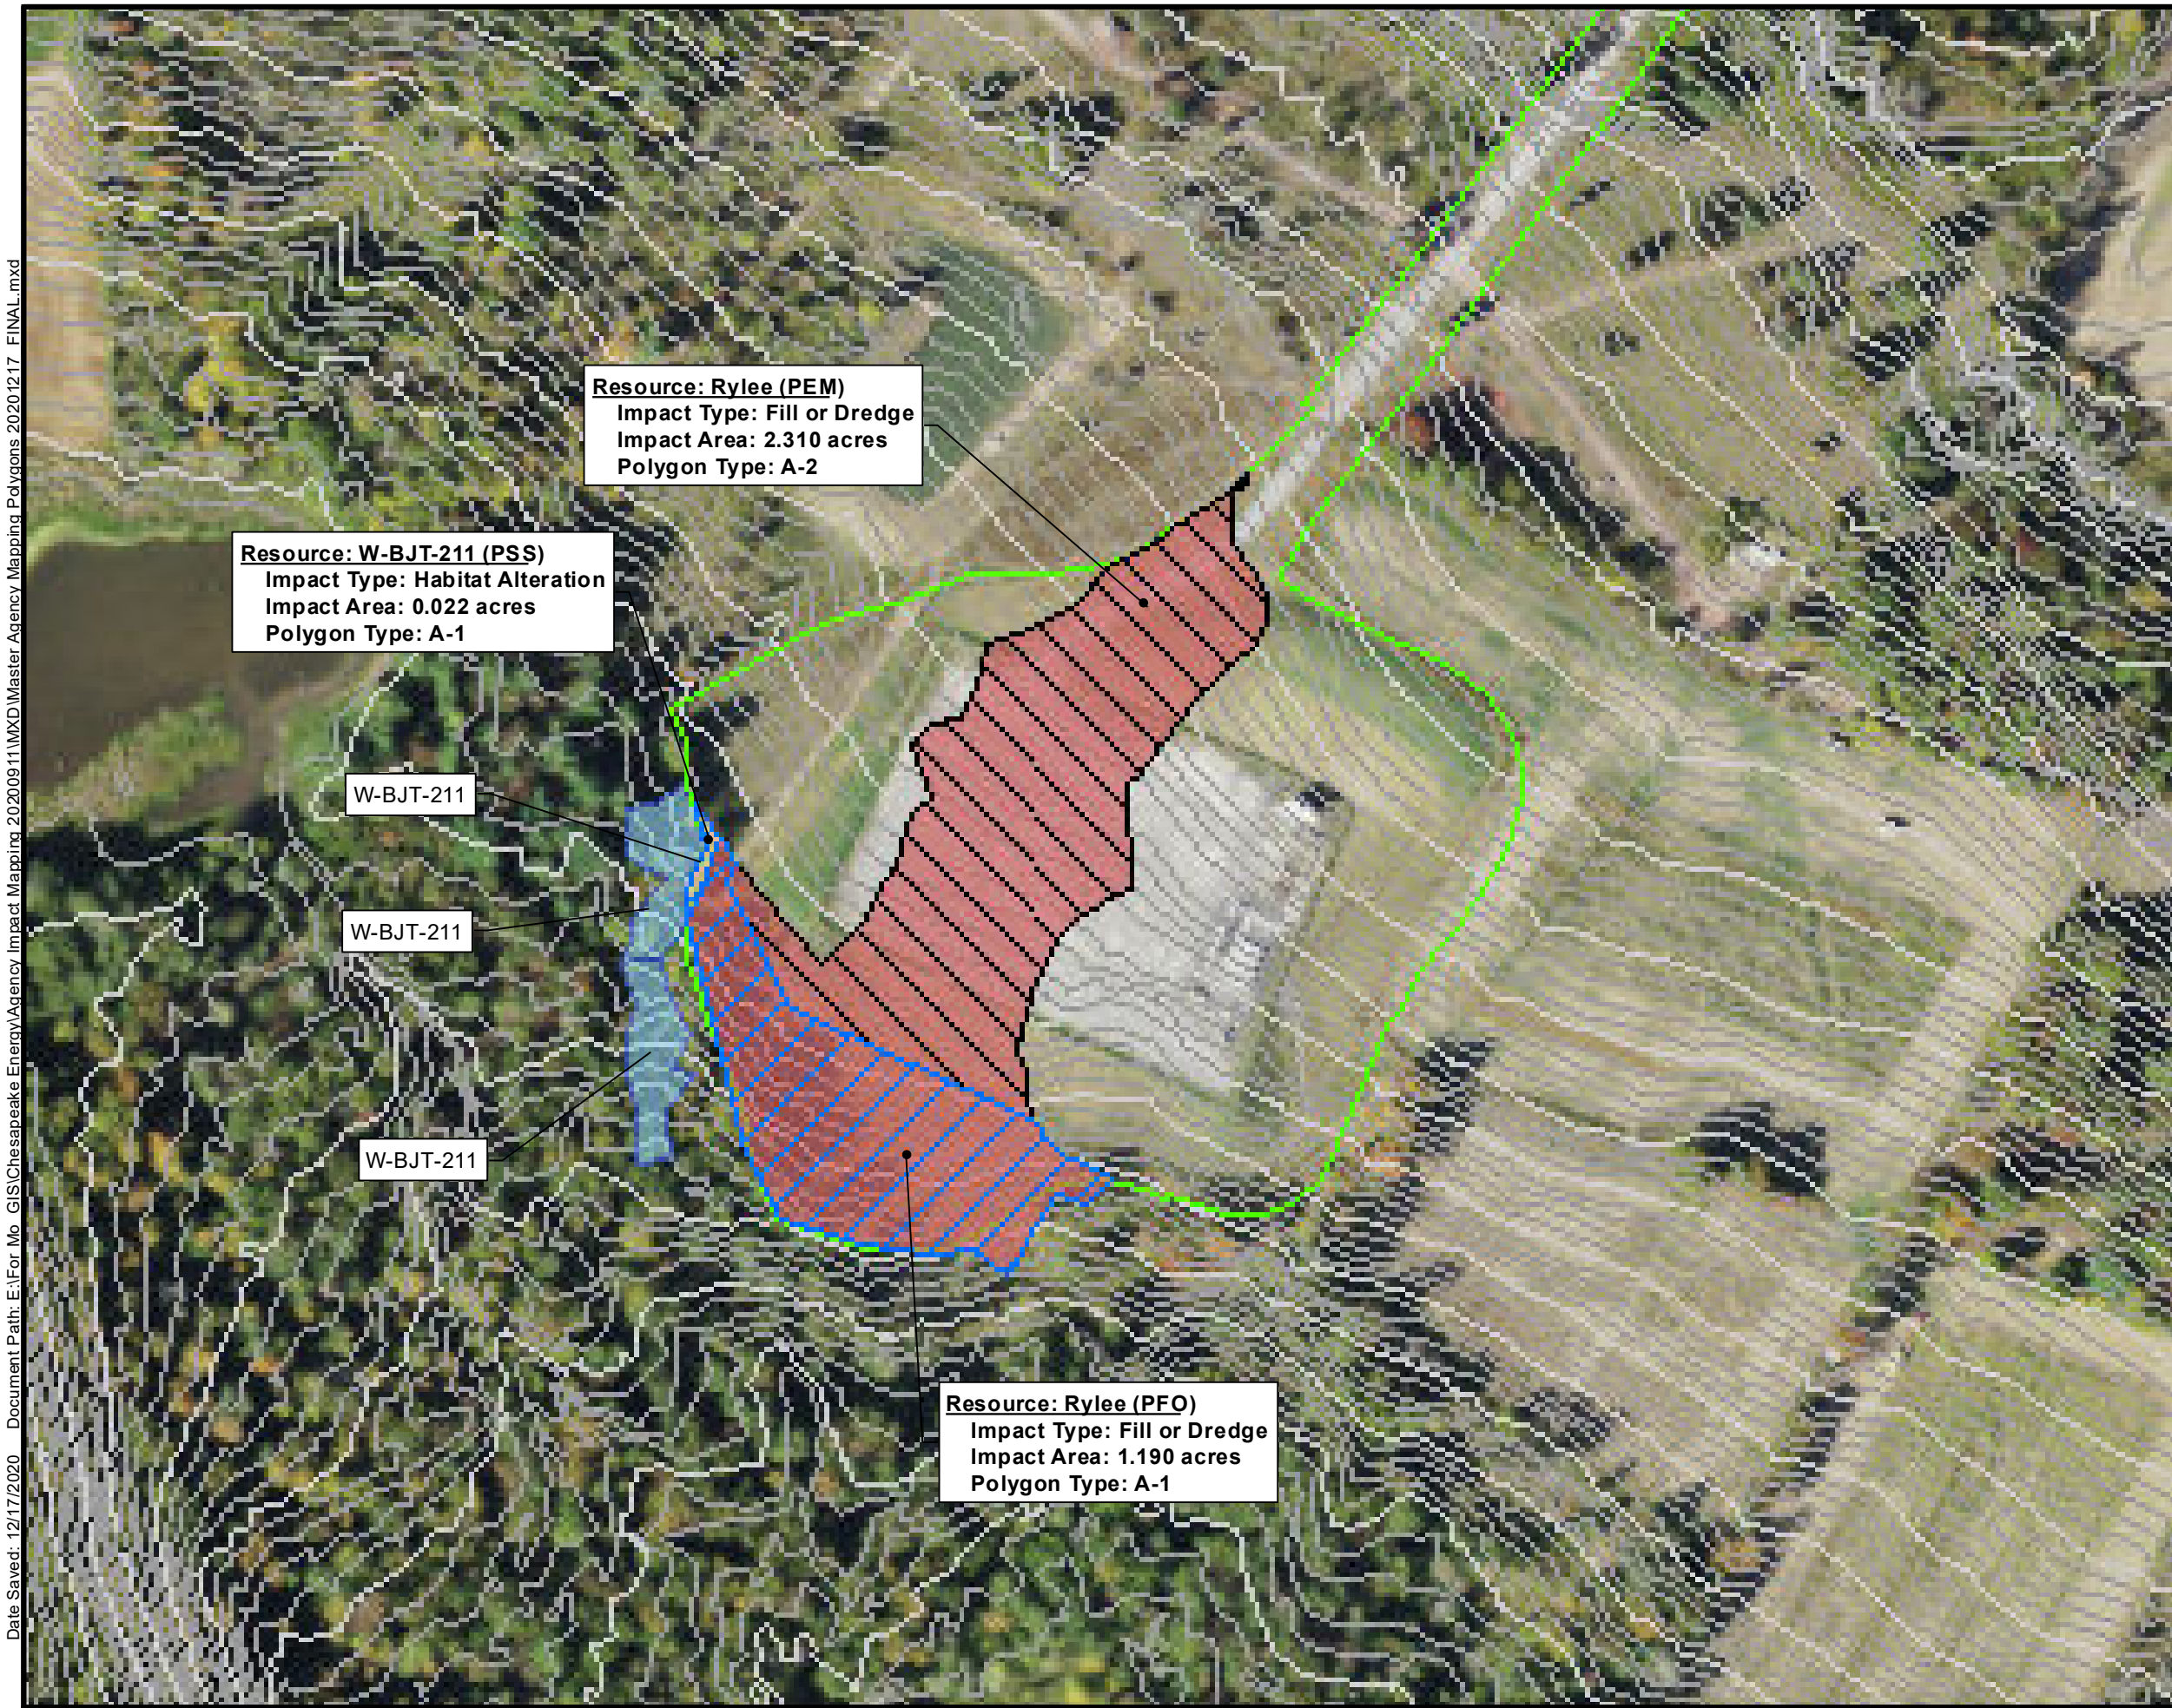 Resource: Rylee (PEM)
Impact Type: Fill or Dredge
Impact Area: 2.310 acres
Polygon Type: A-2
Resource: W-BJT-211 (PSS)
Impact Type: Habitat Alteration
Impact Area: 0.022 acres
Polygon Type: A-1
W-BJT-211
W-BJT-211
W-BJT-211
Resource: Rylee (PFO)
Impact Type: Fill or Dredge
Impact Area: 1.190 acres
Polygon Type: A-1
Date Saved: 12/17/2020 Document Path: E:\For Mo GIS\Chesapeake Energy\Agency Impact Mapping 20200911\MXD\Master Agency Mapping Polygons 20201217 FINAL.mxd